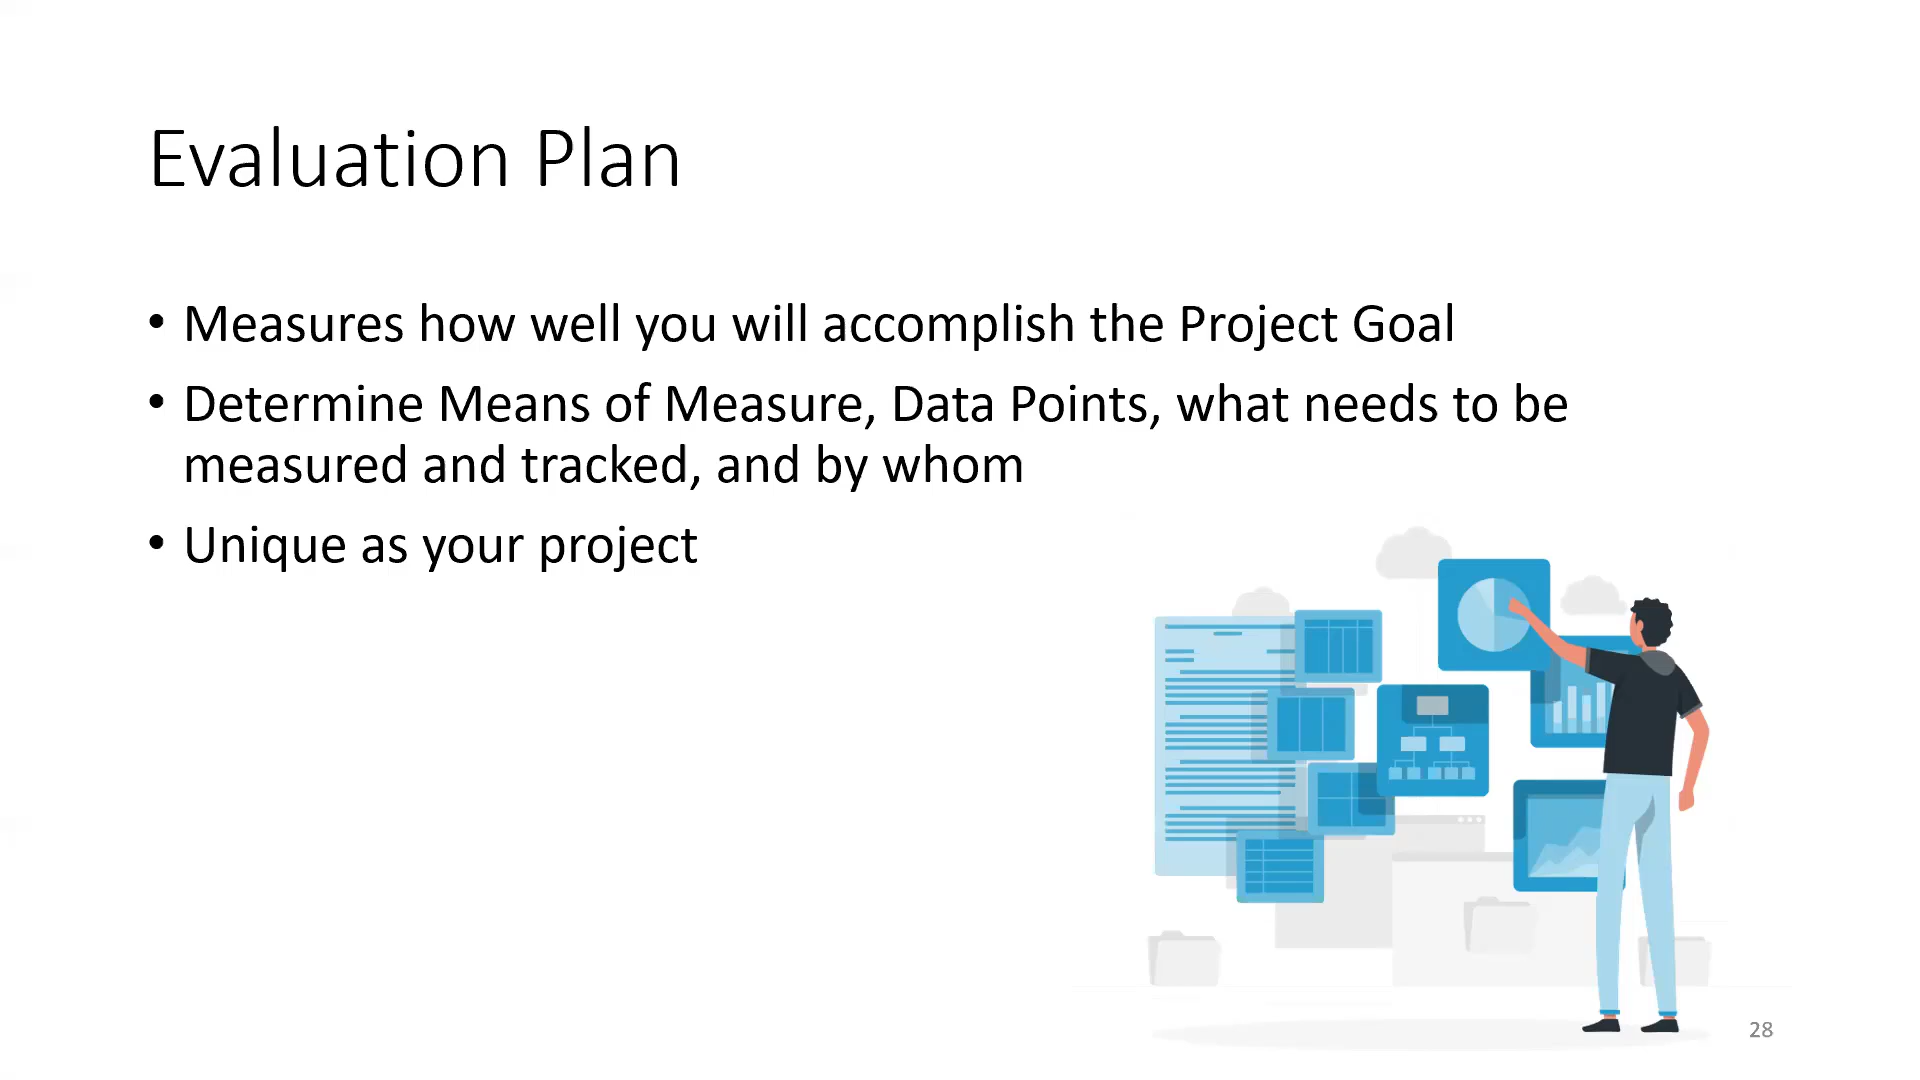 Evaluation Plan
• Measures how well you will accomplish the Project Goal
• Determine Means of Measure, Data Points, what needs to be
measured and tracked, and by whom
• Unique as your project
28